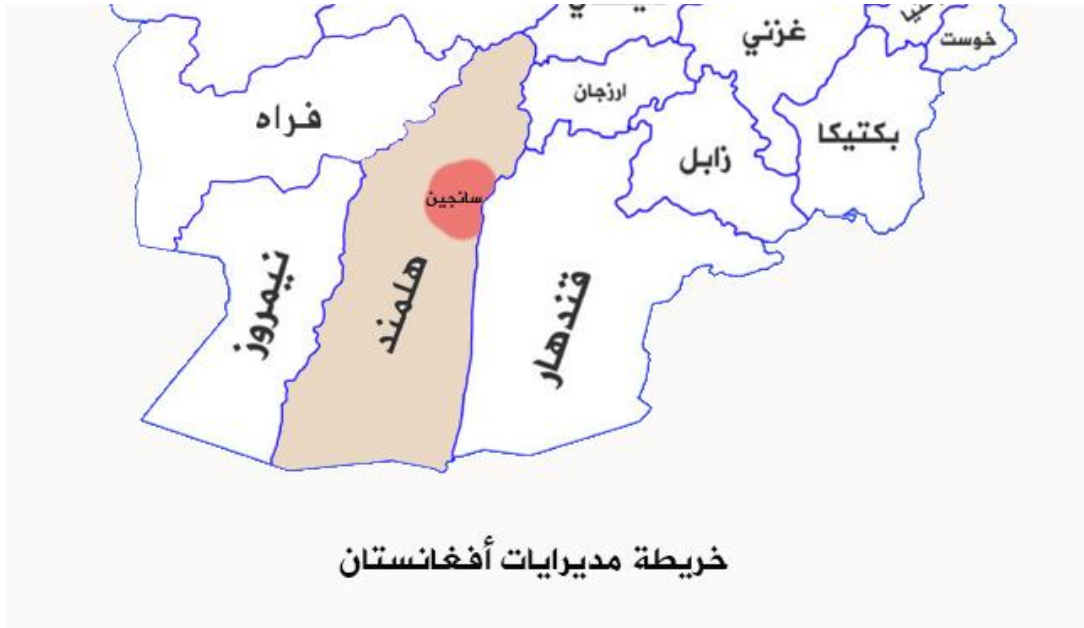 غزني
خوست
ارزجان
فراه
بكتيكا
زابل
سانجين
هلمند
نيمروز
قندهار
خريطة مديرايات أفغانستان